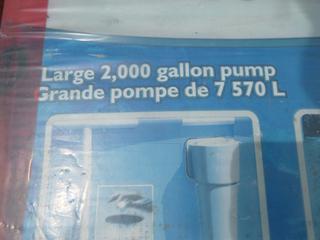 Large 2,000 gallon pump
Grande pompe de 7 570 L